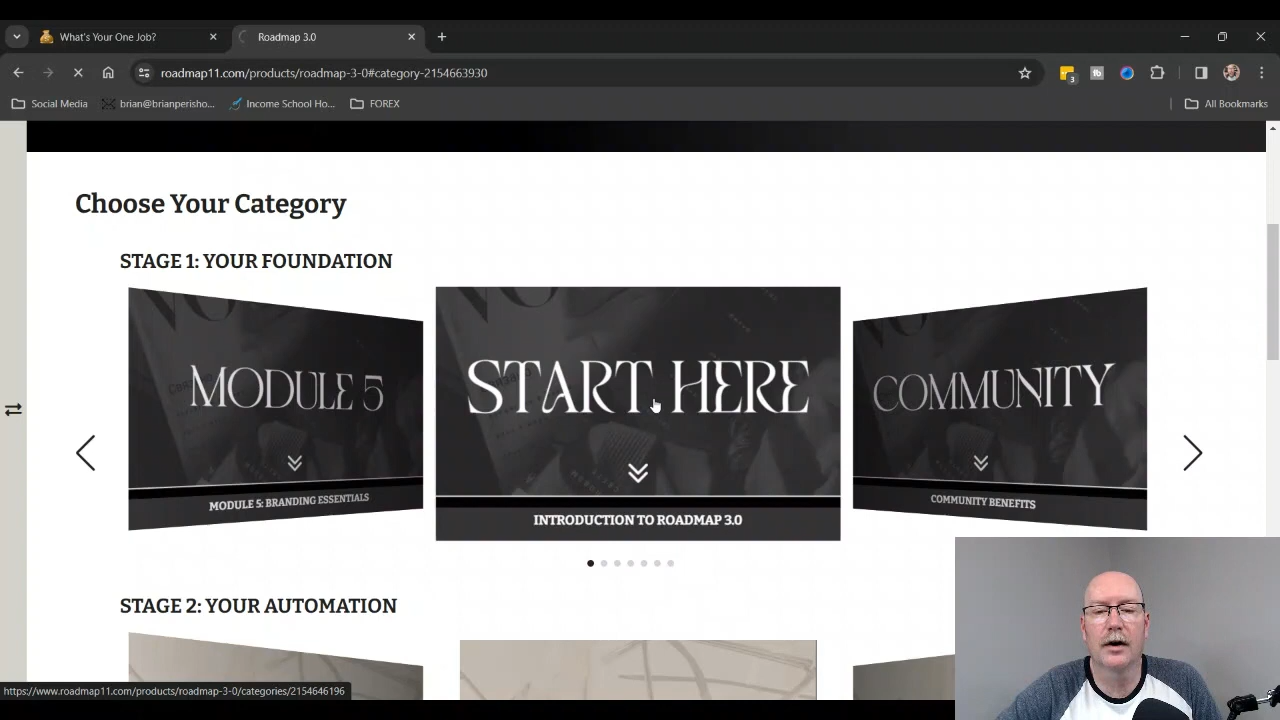 What's Your One Job?
Roadmap 3.0
roadmap11.com/products/roadmap-3-0#category-2154663930
3
Social Media
brian@brianperisho...
Income School Ho...
FOREX
All Bookmarks
Choose Your Category
STAGE 1: YOUR FOUNDATION
MODULE 5
MODULE 5: BRANDING ESSENTIALS
START HERE
INTRODUCTION TO ROADMAP 3.0
COMMUNITY
COMMUNITY BENEFITS
STAGE 2: YOUR AUTOMATION
https://www.roadmap11.com/products/roadmap-3-0/categories/2154646196